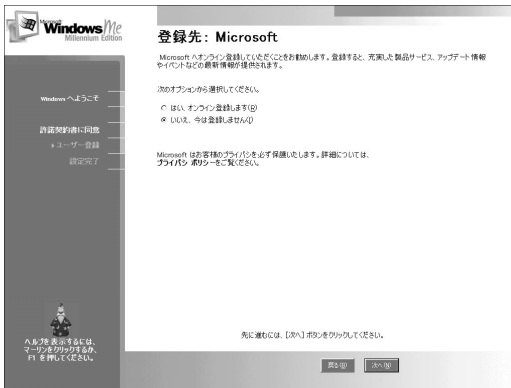 Microsoft
Windows Me
Millennium Edition
Windows へようこそ
許諾契約書に同意
ユーザー登録
設定完了
ヘルプを表示するには、
マーリンをクリックするか、
F1 を押してください。
登録先: Microsoft
Microsoft へオンライン登録していただくことをお勧めします。登録すると、充実した製品サービス、アップデート情報
やイベントなどの最新情報が提供されます。
次のオプションから選択してください。
はい、オンライン登録します(R)
いいえ、今は登録しません(I)
Microsoft はお客様のプライバシを必ず保護いたします。詳細については、
プライバシ ポリシーをご覧ください。
先に進むには、[次へ] ボタンをクリックしてください。
戻る(B)
次へ(N)